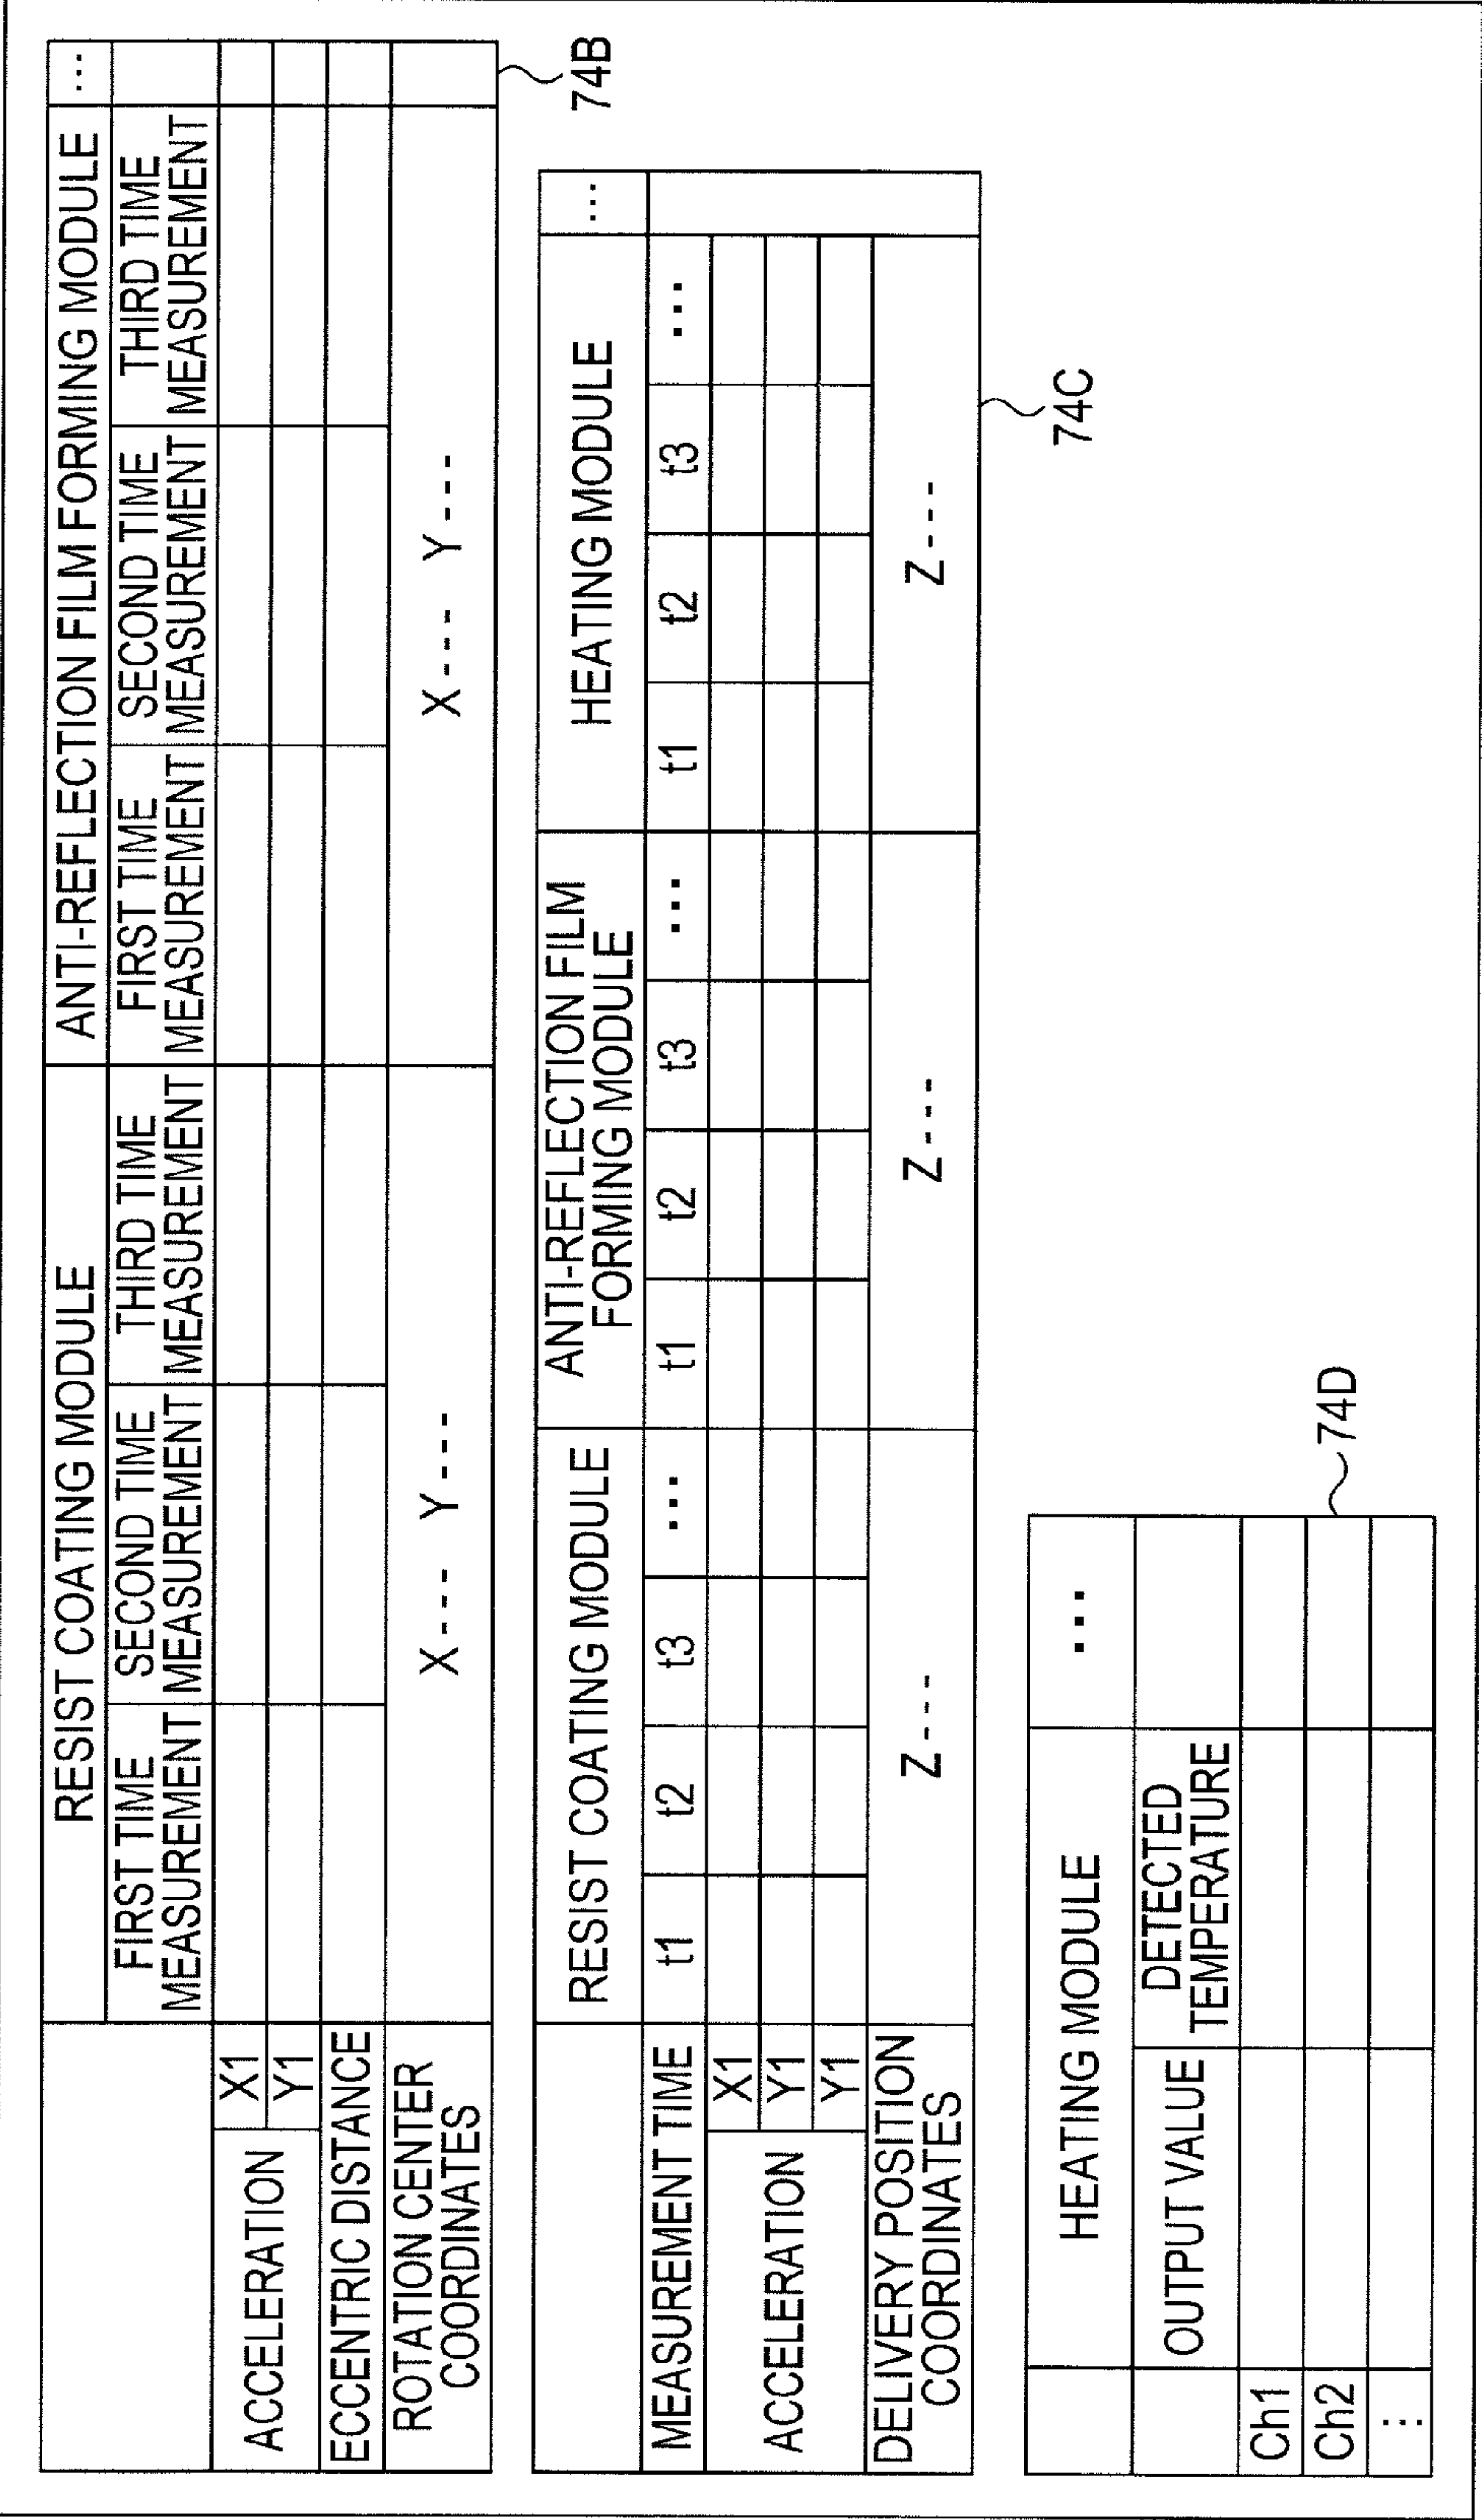 RESIST COATING MODULE
ANTI-REFLECTION FILM FORMING MODULE
...
FIRST TIME
MEASUREMENT
SECOND TIME
MEASUREMENT
THIRD TIME
MEASUREMENT
FIRST TIME
MEASUREMENT
SECOND TIME
MEASUREMENT
THIRD TIME
MEASUREMENT
ACCELERATION
X1
Y1
ECCENTRIC DISTANCE
ROTATION CENTER
COORDINATES
X--- Y---
X--- Y---
74B
RESIST COATING MODULE
ANTI-REFLECTION FILM
FORMING MODULE
HEATING MODULE
...
MEASUREMENT TIME
t1
t2
t3
...
t1
t2
t3
...
t1
t2
t3
...
ACCELERATION
X1
Y1
Y1
DELIVERY POSITION
COORDINATES
Z---
Z---
Z---
74C
HEATING MODULE
...
OUTPUT VALUE
DETECTED
TEMPERATURE
Ch1
Ch2
...
74D